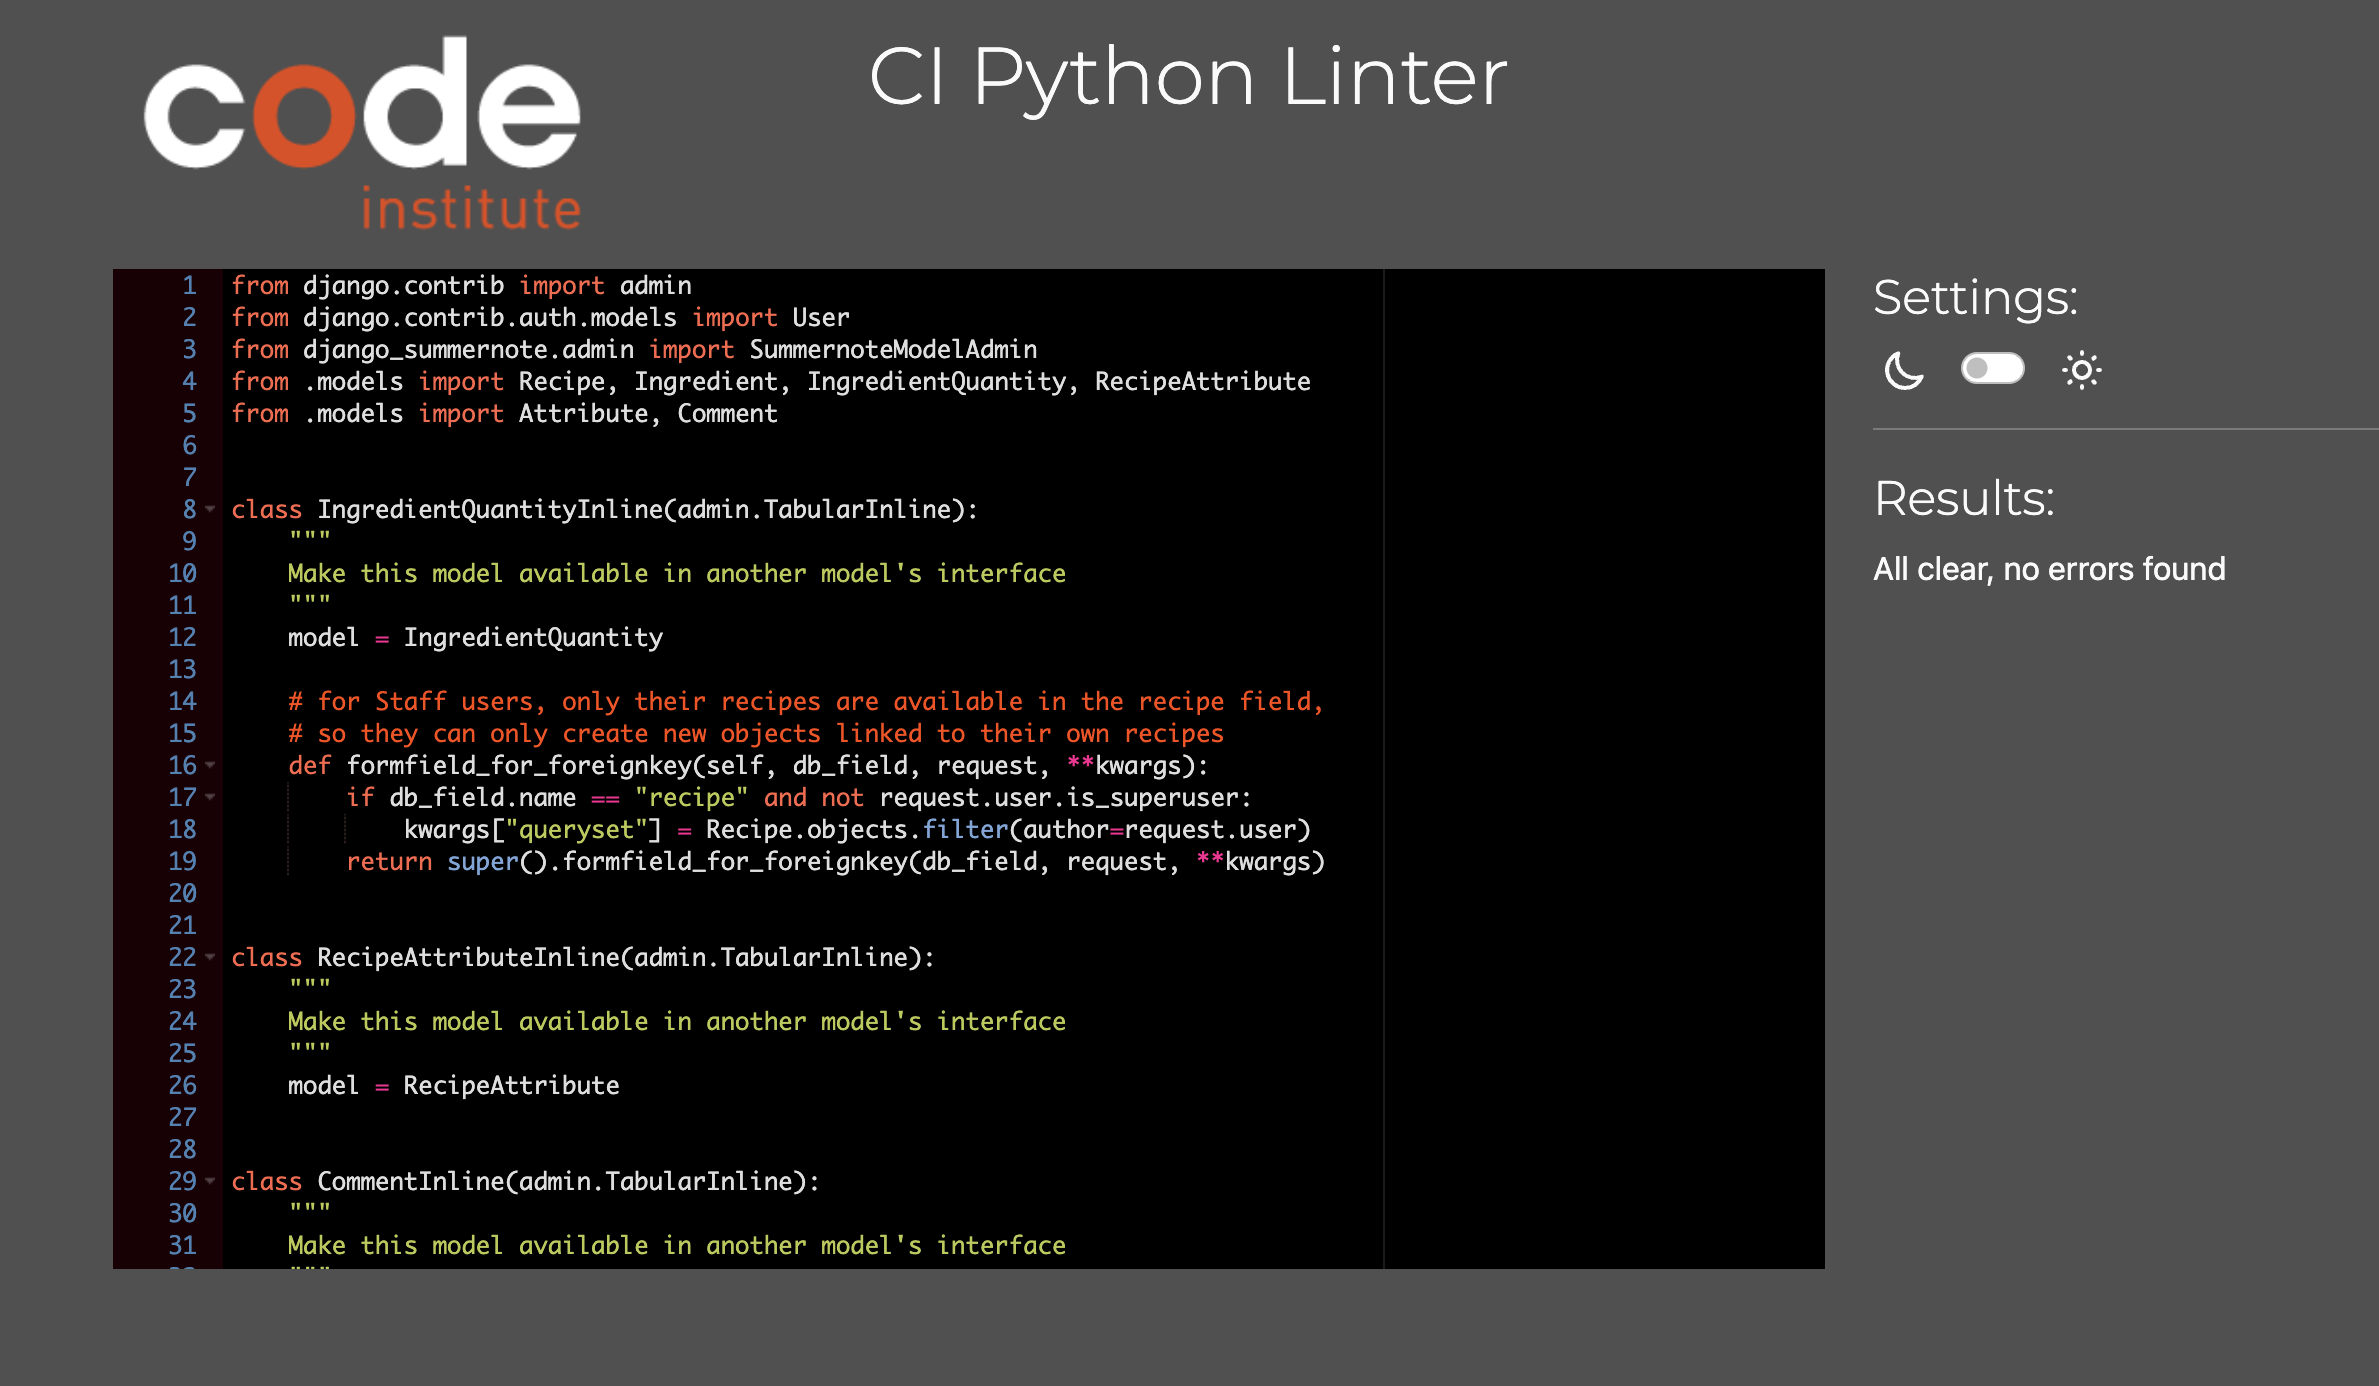 code
institute
CI Python Linter
1 from django.contrib import admin
2 from django.contrib.auth.models import User
3 from django_summernote.admin import SummernoteModelAdmin
4 from .models import Recipe, Ingredient, IngredientQuantity, RecipeAttribute
5 from .models import Attribute, Comment
6
7
8 class IngredientQuantityInline(admin.TabularInline):
9     """
10     Make this model available in another model's interface
11     """
12     model = IngredientQuantity
13
14     # for Staff users, only their recipes are available in the recipe field,
15     # so they can only create new objects linked to their own recipes
16     def formfield_for_foreignkey(self, db_field, request, **kwargs):
17         if db_field.name == "recipe" and not request.user.is_superuser:
18             kwargs["queryset"] = Recipe.objects.filter(author=request.user)
19         return super().formfield_for_foreignkey(db_field, request, **kwargs)
20
21
22 class RecipeAttributeInline(admin.TabularInline):
23     """
24     Make this model available in another model's interface
25     """
26     model = RecipeAttribute
27
28
29 class CommentInline(admin.TabularInline):
30     """
31     Make this model available in another model's interface
Settings:
Results:
All clear, no errors found